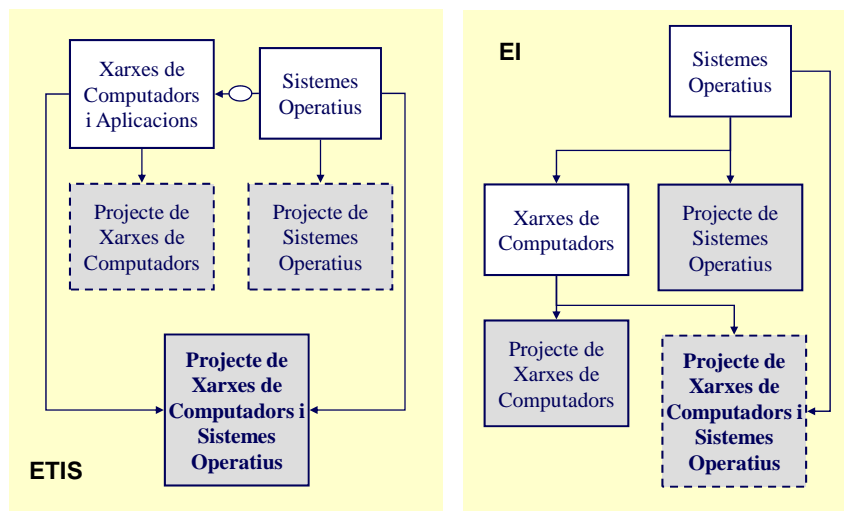 Xarxes de
Computadors
i Aplicacions
Sistemes
Operatius
Projecte de
Xarxes de
Computadors
Projecte de
Sistemes
Operatius
Projecte de
Xarxes de
Computadors i
Sistemes
Operatius
ETIS
EI
Sistemes
Operatius
Xarxes de
Computadors
Projecte de
Sistemes
Operatius
Projecte de
Xarxes de
Computadors
Projecte de
Xarxes de
Computadors i
Sistemes
Operatius